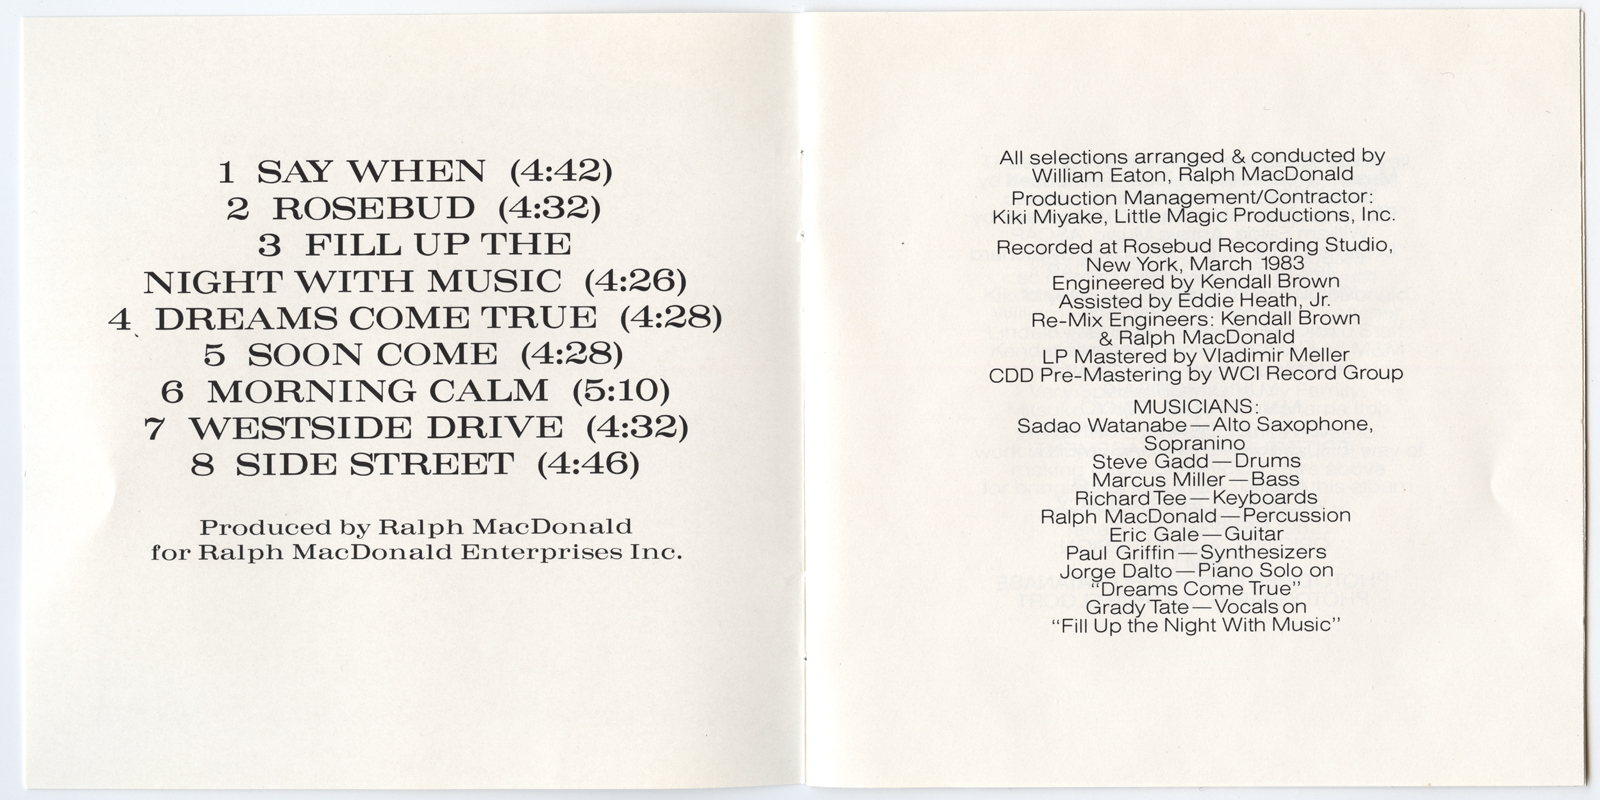 1 SAY WHEN (4:42)
2 ROSEBUD (4:32)
3 FILL UP THE
NIGHT WITH MUSIC (4:26)
4 DREAMS COME TRUE (4:28)
5 SOON COME (4:28)
6 MORNING CALM (5:10)
7 WESTSIDE DRIVE (4:32)
8 SIDE STREET (4:46)
Produced by Ralph MacDonald
for Ralph MacDonald Enterprises Inc.
All selections arranged & conducted by
William Eaton, Ralph MacDonald
Production Management/Contractor:
Kiki Miyake, Little Magic Productions, Inc.
Recorded at Rosebud Recording Studio,
New York, March 1983
Engineered by Kendall Brown
Assisted by Eddie Heath, Jr.
Re-Mix Engineers: Kendall Brown
& Ralph MacDonald
LP Mastered by Vladimir Meller
CDD Pre-Mastering by WCI Record Group
MUSICIANS:
Sadao Watanabe—Alto Saxophone,
Sopranino
Steve Gadd—Drums
Marcus Miller—Bass
Richard Tee—Keyboards
Ralph MacDonald—Percussion
Eric Gale—Guitar
Paul Griffin—Synthesizers
Jorge Dalto—Piano Solo on
“Dreams Come True”
Grady Tate—Vocals on
“Fill Up the Night With Music”